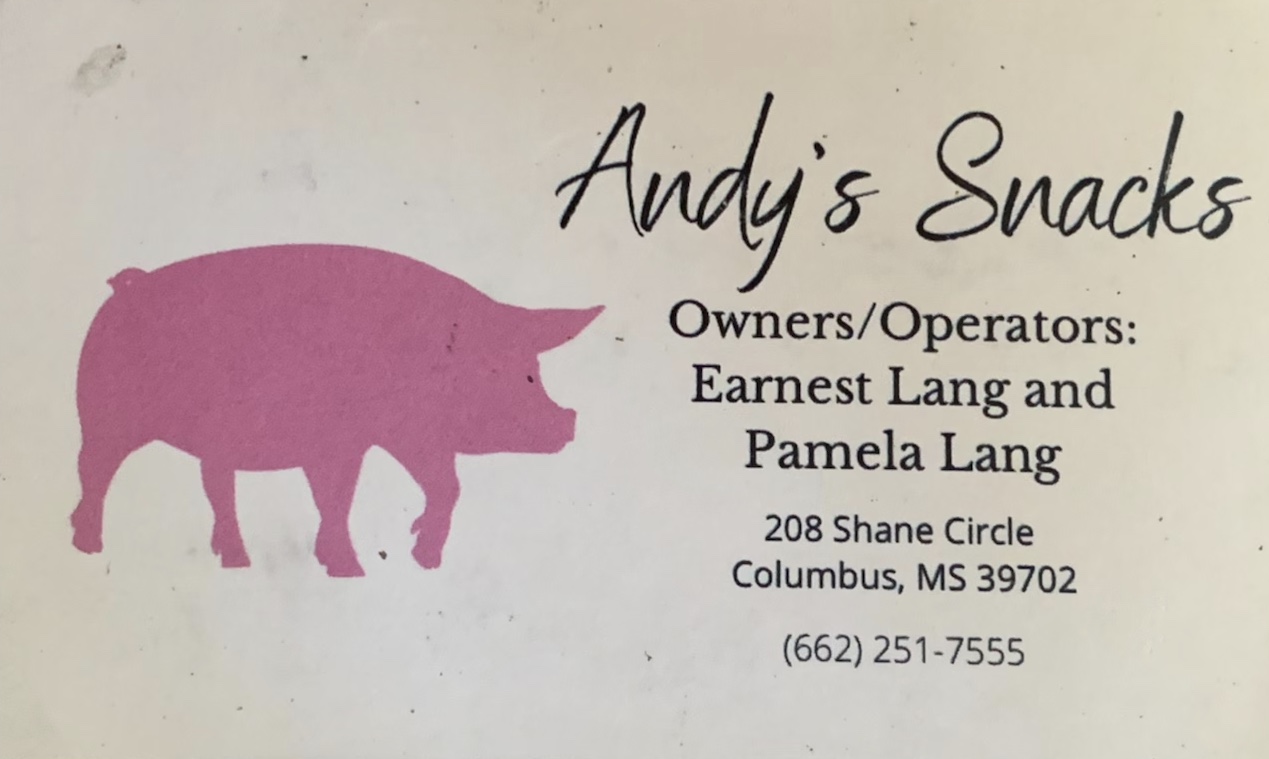 Andy's Snacks
Owners/Operators:
Earnest Lang and
Pamela Lang
208 Shane Circle
Columbus, MS 39702
(662) 251-7555